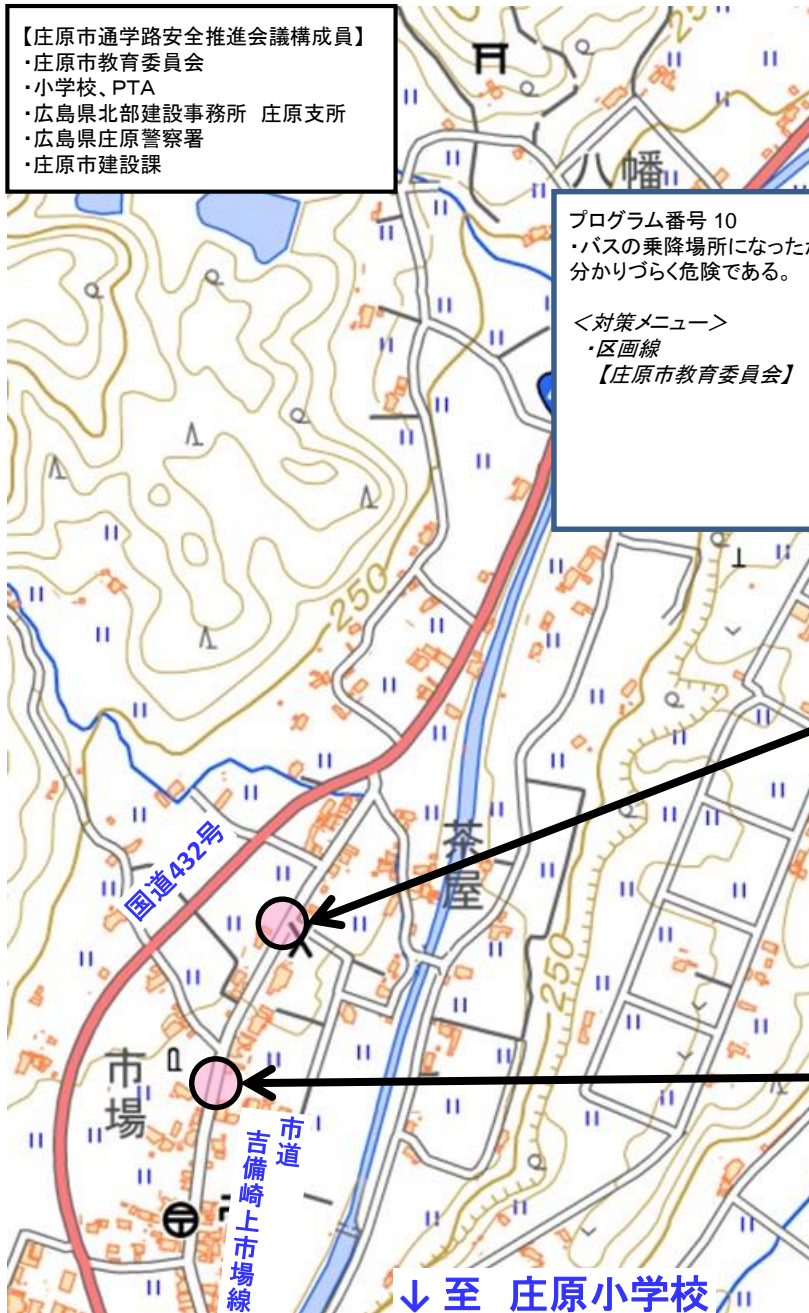 【庄原市通学路安全推進会議構成員】
・庄原市教育委員会
・小学校、PTA
・広島県北部建設事務所 庄原支所
・広島県庄原警察署
・庄原市建設課
250
八幡
プログラム番号 10
・バスの乗降場所になった
分かりづらく危険である。
<対策メニュー>
・区画線
【庄原市教育委員会】
250
茶屋
国道432号
250
市場
市道
吉備崎上市場線
↓ 至 庄原小学校